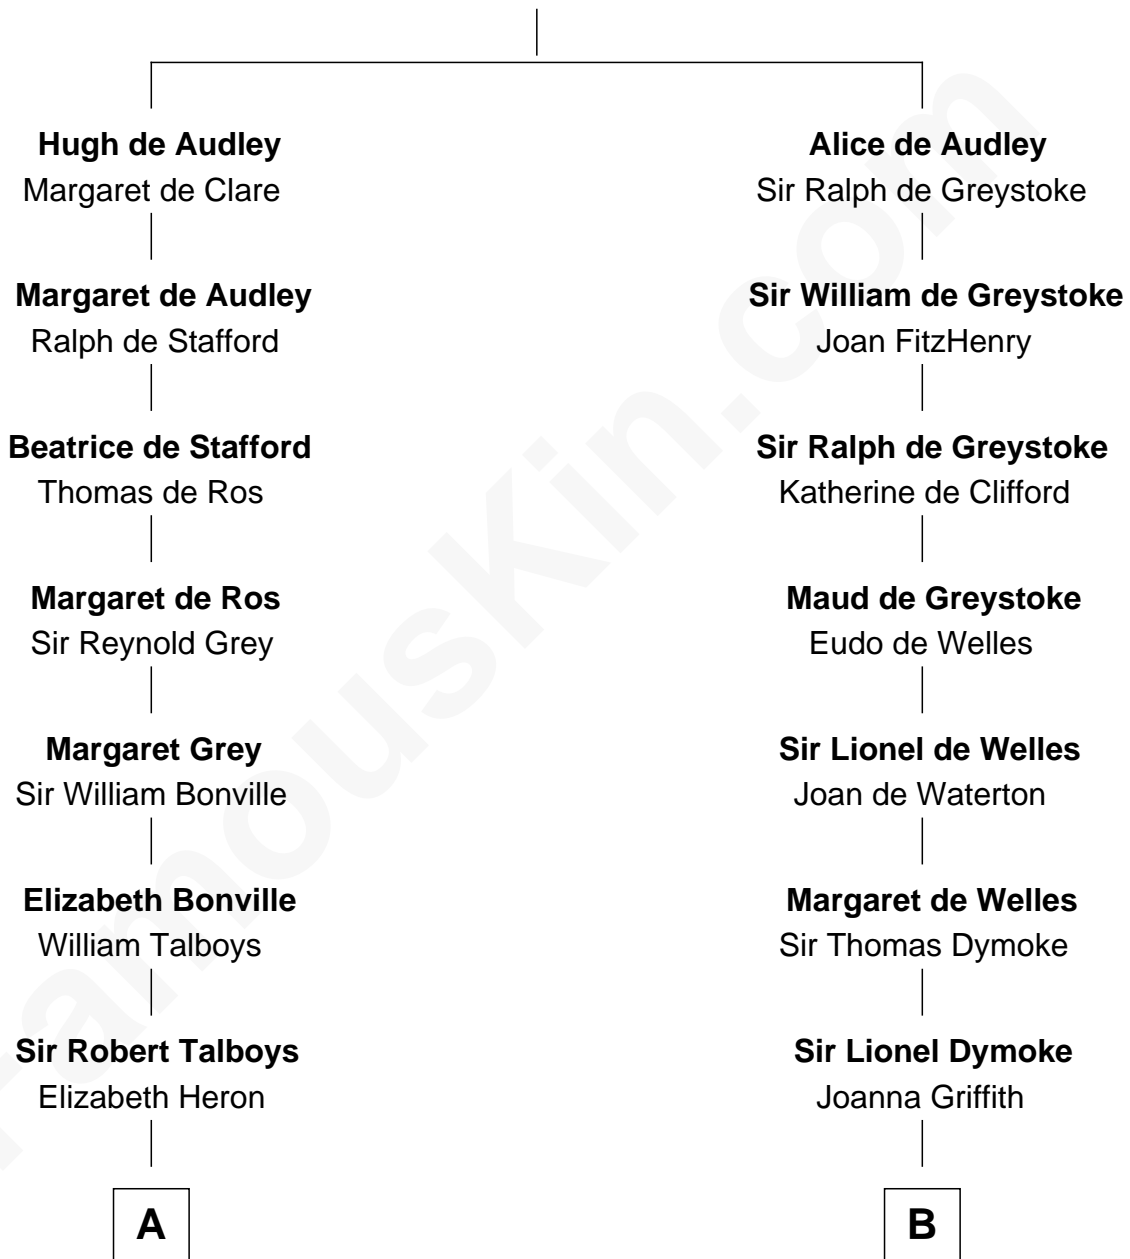 Hugh de Audley
Margaret de Clare
Margaret de Audley
Ralph de Stafford
Beatrice de Stafford
Thomas de Ros
Margaret de Ros
Sir Reynold Grey
Margaret Grey
Sir William Bonville
Elizabeth Bonville
William Talboys
Sir Robert Talboys
Elizabeth Heron
A
Alice de Audley
Sir Ralph de Greystoke
Sir William de Greystoke
Joan FitzHenry
Sir Ralph de Greystoke
Katherine de Clifford
Maud de Greystoke
Eudo de Welles
Sir Lionel de Welles
Joan de Waterton
Margaret de Welles
Sir Thomas Dymoke
Sir Lionel Dymoke
Joanna Griffith
B
FamousKin.com